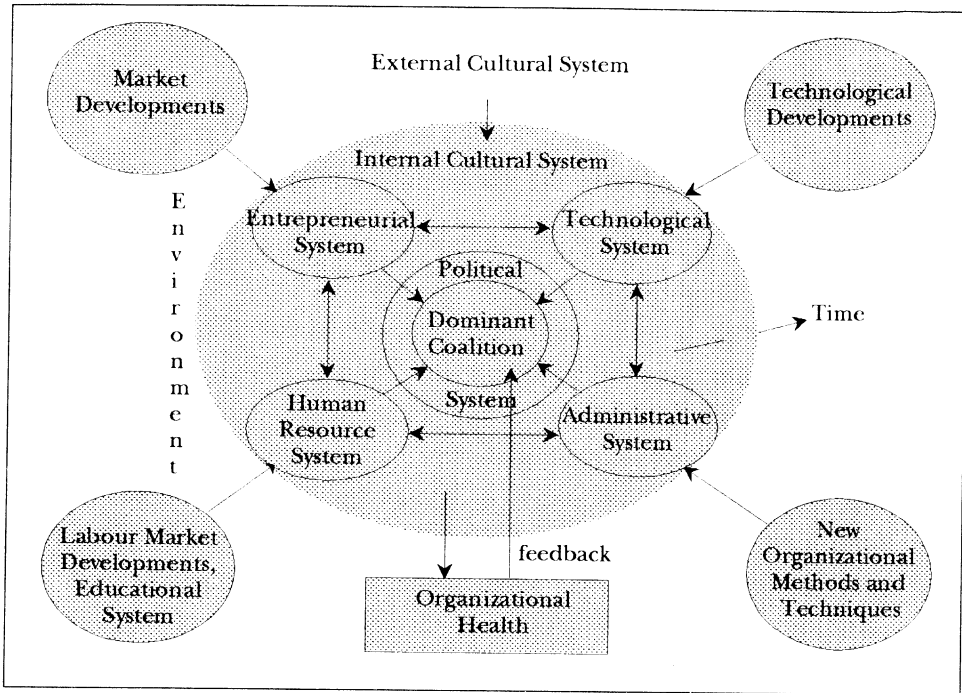 External Cultural System
Market
Developments
Technological
Developments
Internal Cultural System
Environment
Entrepreneurial
System
Technological
System
Political
Dominant
Coalition
System
Time
Human
Resource
System
Administrative
System
Labour Market
Developments,
Educational
System
feedback
Organizational
Health
New
Organizational
Methods and
Techniques